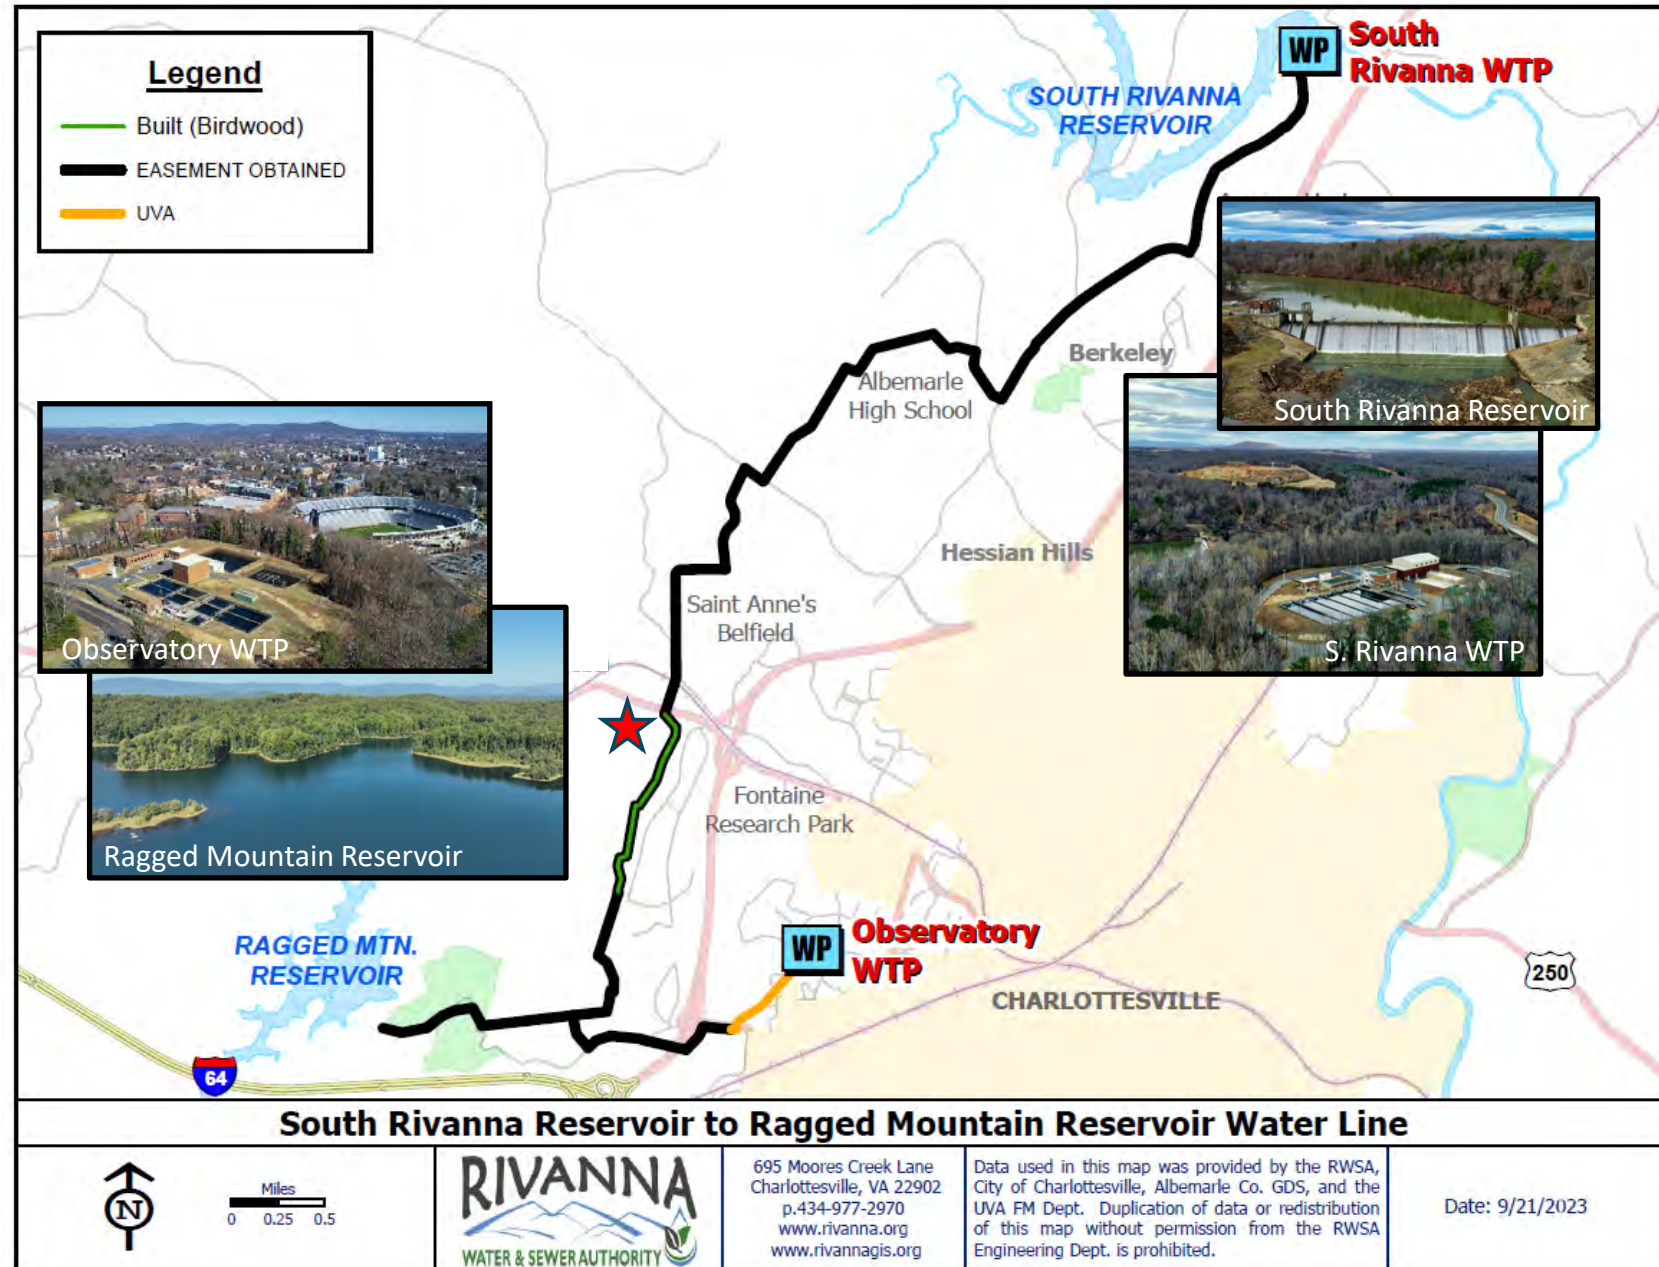 Legend
Built (Birdwood)
EASEMENT OBTAINED
UVA
WP
South
Rivanna WTP
SOUTH RIVANNA
RESERVOIR
Berkeley
Albemarle
High School
South Rivanna Reservoir
Hessian Hills
S. Rivanna WTP
Saint Anne's
Belfield
Observatory WTP
Ragged Mountain Reservoir
Fontaine
Research Park
RAGGED MTN.
RESERVOIR
WP
Observatory
WTP
CHARLOTTESVILLE
250
64
South Rivanna Reservoir to Ragged Mountain Reservoir Water Line
N
Miles
0 0.25 0.5
RIVANNA
WATER & SEWER AUTHORITY
695 Moores Creek Lane
Charlottesville, VA 22902
p.434-977-2970
www.rivanna.org
www.rivannagis.org
Data used in this map was provided by the RWSA,
City of Charlottesville, Albemarle Co. GDS, and the
UVA FM Dept. Duplication of data or redistribution
of this map without permission from the RWSA
Engineering Dept. is prohibited.
Date: 9/21/2023